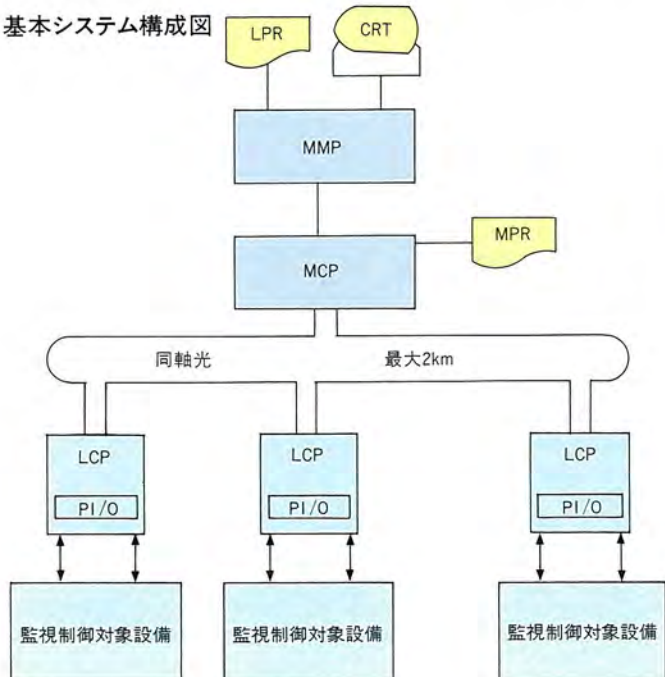 基本システム構成図
LPR
CRT
MMP
MCP
MPR
同軸光 最大2km
LCP LCP LCP
PI/O PI/O PI/O
監視制御対象設備 監視制御対象設備 監視制御対象設備